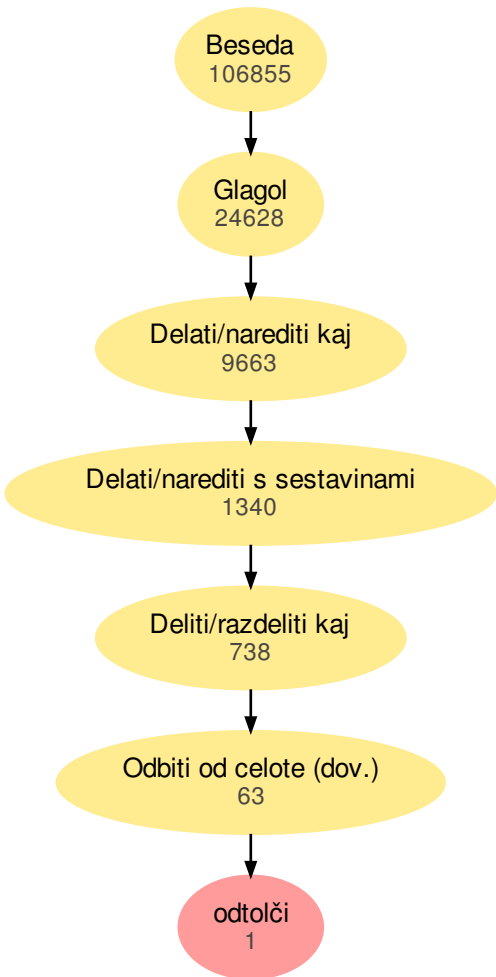 Beseda
106855
Glagol
24628
Delati/narediti kaj
9663
Delati/narediti s sestavinami
1340
Deliti/razdeliti kaj
738
Odbiti od celote (dov.)
63
odtolči
1